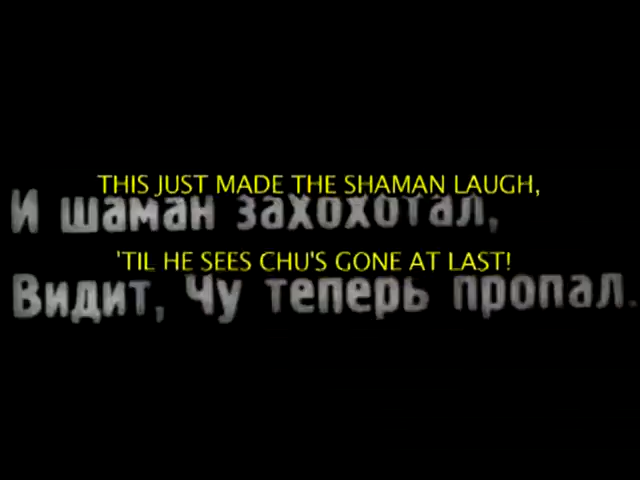 THIS JUST MADE THE SHAMAN LAUGH,
И шаман захохотал,
'TIL HE SEES CHU'S GONE AT LAST!
Видит, Чу теперь пропал.